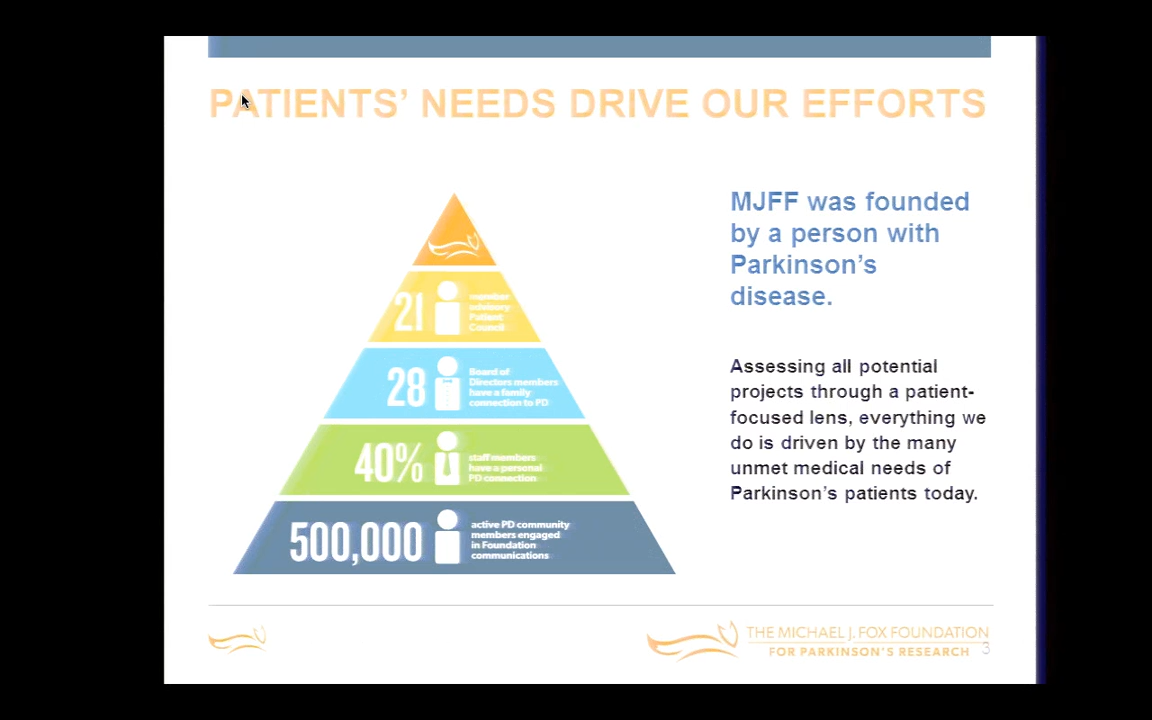 PATIENTS’ NEEDS DRIVE OUR EFFORTS
21
member
advisory
Patient
Council
28
Board of
Directors members
have a family
connection to PD
40%
staff members
have a personal
PD connection
500,000
active PD community
members engaged
in Foundation
communications
MJFF was founded
by a person with
Parkinson’s
disease.
Assessing all potential
projects through a patient-
focused lens, everything we
do is driven by the many
unmet medical needs of
Parkinson’s patients today.
THE MICHAEL J. FOX FOUNDATION
FOR PARKINSON’S RESEARCH
3